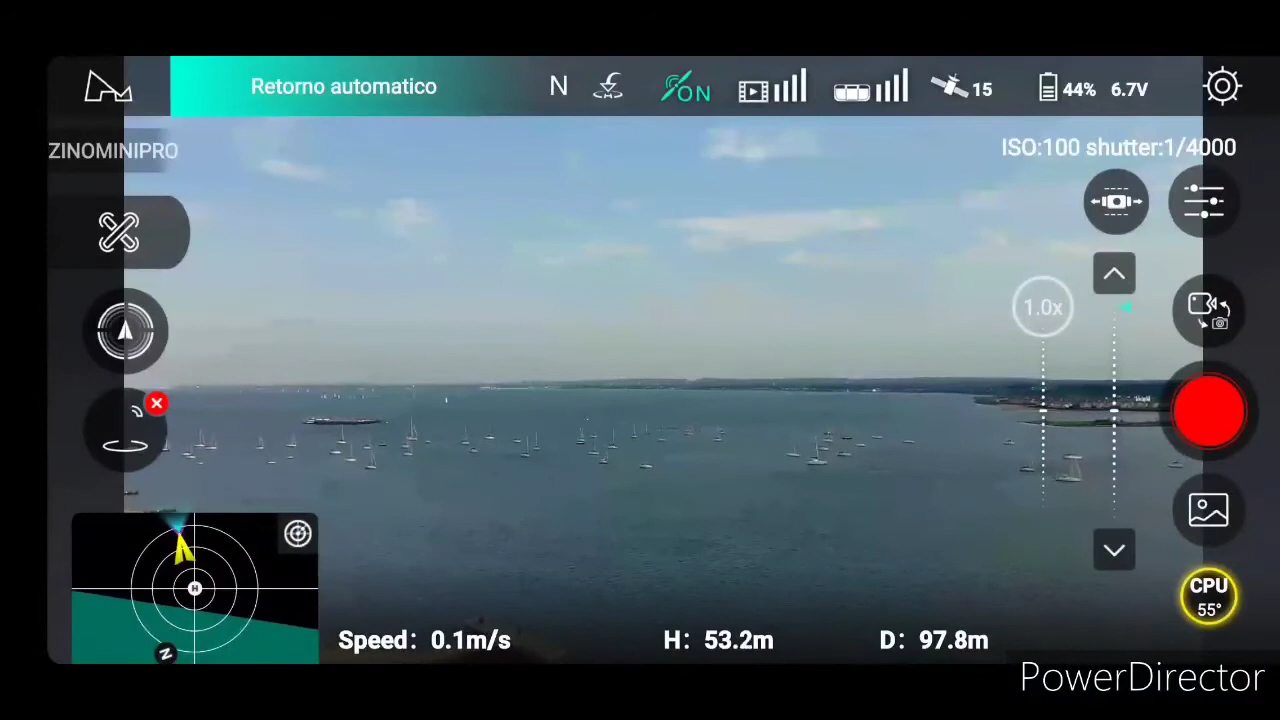 Retorno automatico N ON 15 44% 6.7V
ZINOMINIPRO
ISO:100 shutter:1/4000
1.0x
H
N
CPU
55°
Speed: 0.1m/s H: 53.2m D: 97.8m
PowerDirector